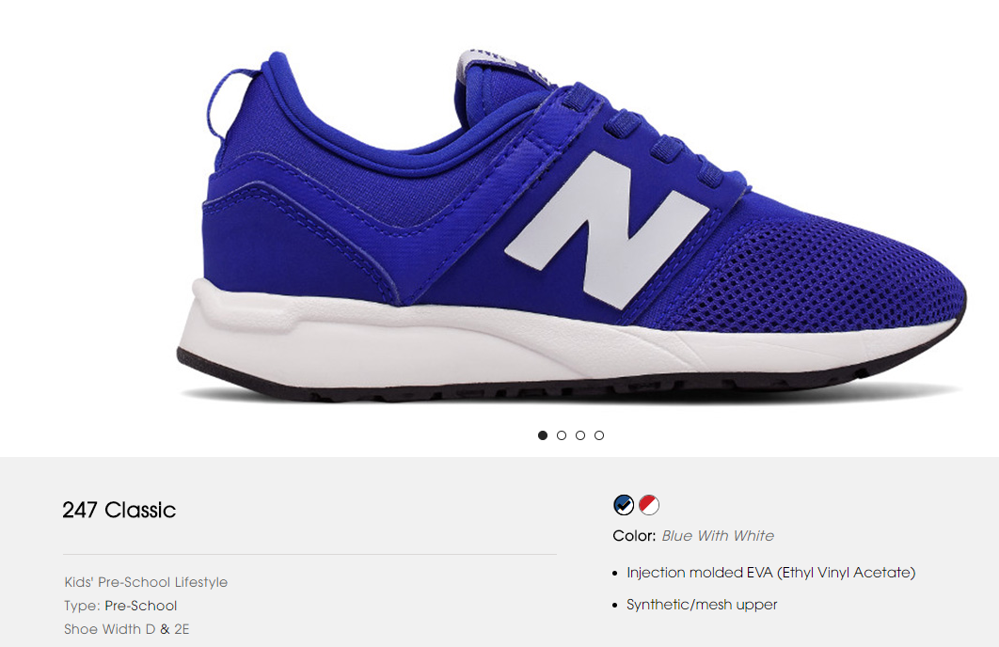 N
247 Classic
Kids' Pre-School Lifestyle
Type: Pre-School
Shoe Width D & 2E
Color: Blue With White
Injection molded EVA (Ethyl Vinyl Acetate)
Synthetic/mesh upper